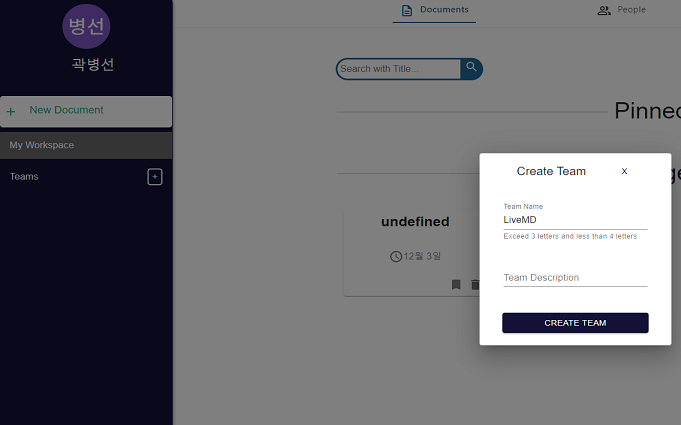 병선
곽병선
+ New Document
My Workspace
Teams +
Documents
People
Search with Title...
undefined
12월 3일
Create Team X
Team Name
LiveMD
Exceed 3 letters and less than 4 letters
Team Description
CREATE TEAM